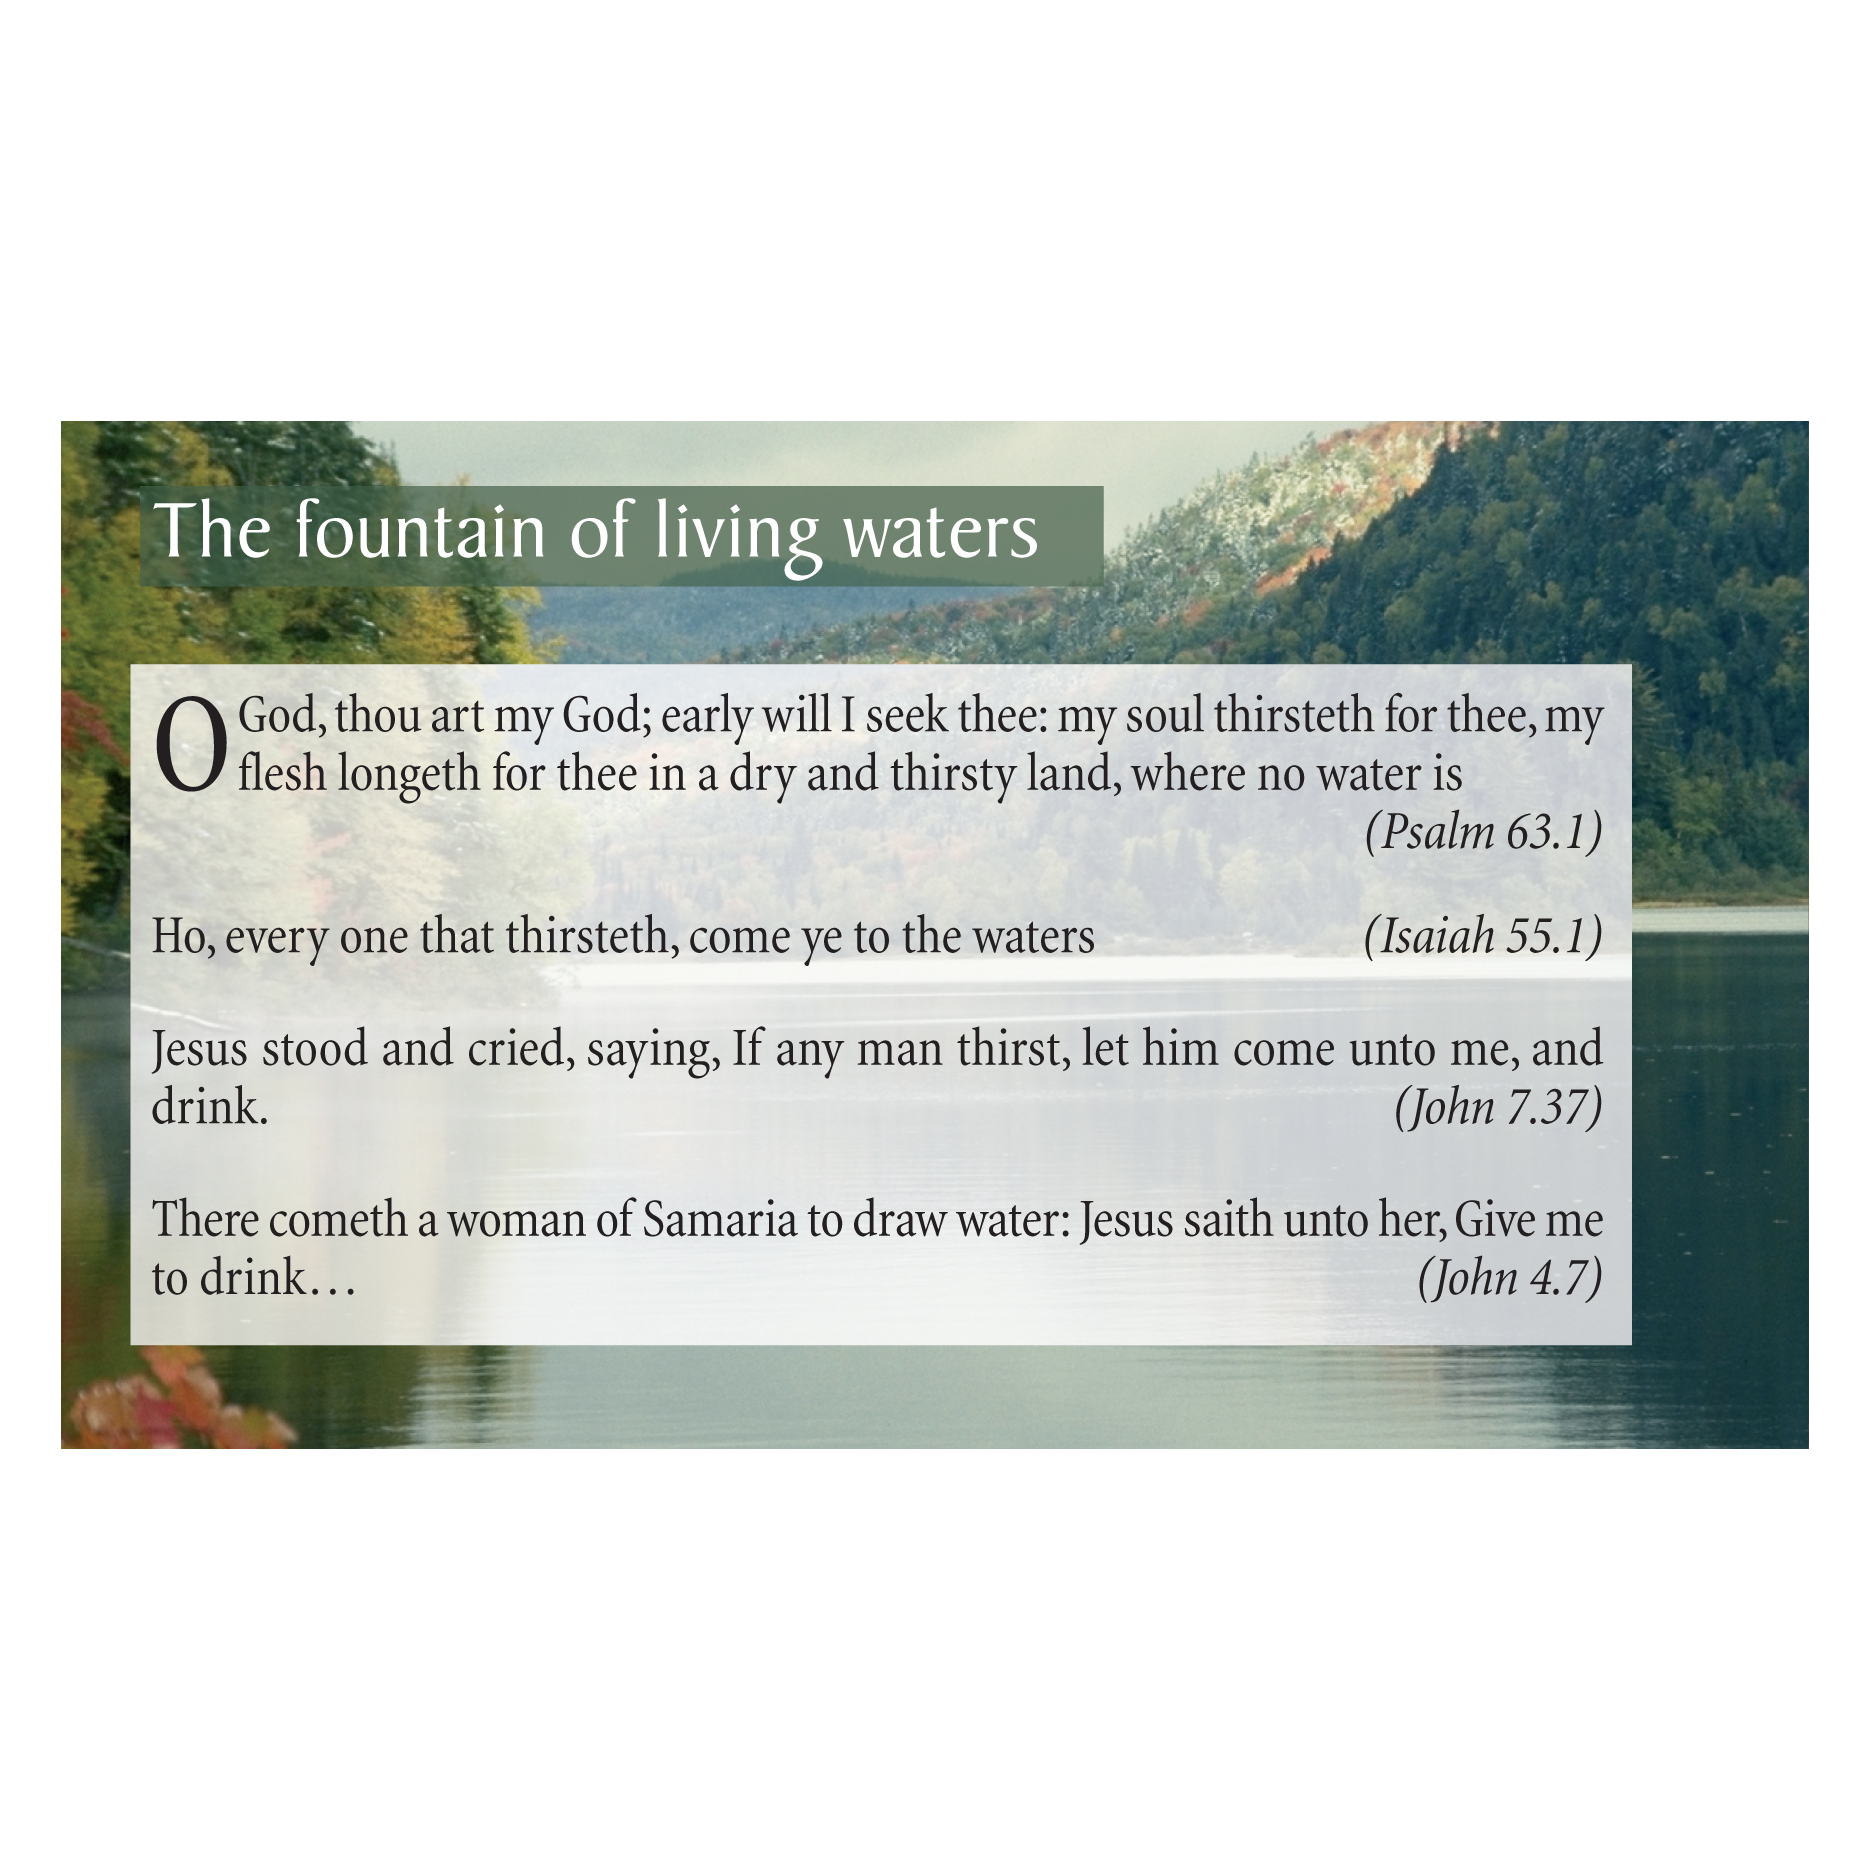 The fountain of living waters
O God, thou art my God; early will I seek thee: my soul thirsteth for thee, my
flesh longeth for thee in a dry and thirsty land, where no water is
(Psalm 63.1)
Ho, every one that thirsteth, come ye to the waters (Isaiah 55.1)
Jesus stood and cried, saying, If any man thirst, let him come unto me, and
drink. (John 7.37)
There cometh a woman of Samaria to draw water: Jesus saith unto her, Give me
to drink… (John 4.7)